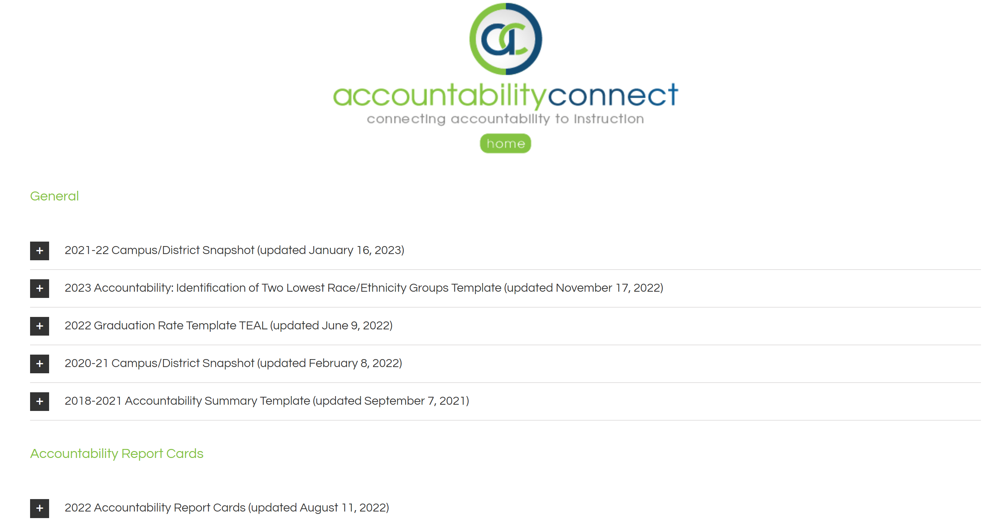 ac
accountabilityconnect
connecting accountability to instruction
home
General
+ 2021-22 Campus/District Snapshot (updated January 16, 2023)
+ 2023 Accountability: Identification of Two Lowest Race/Ethnicity Groups Template (updated November 17, 2022)
+ 2022 Graduation Rate Template TEAL (updated June 9, 2022)
+ 2020-21 Campus/District Snapshot (updated February 8, 2022)
+ 2018-2021 Accountability Summary Template (updated September 7, 2021)
Accountability Report Cards
+ 2022 Accountability Report Cards (updated August 11, 2022)